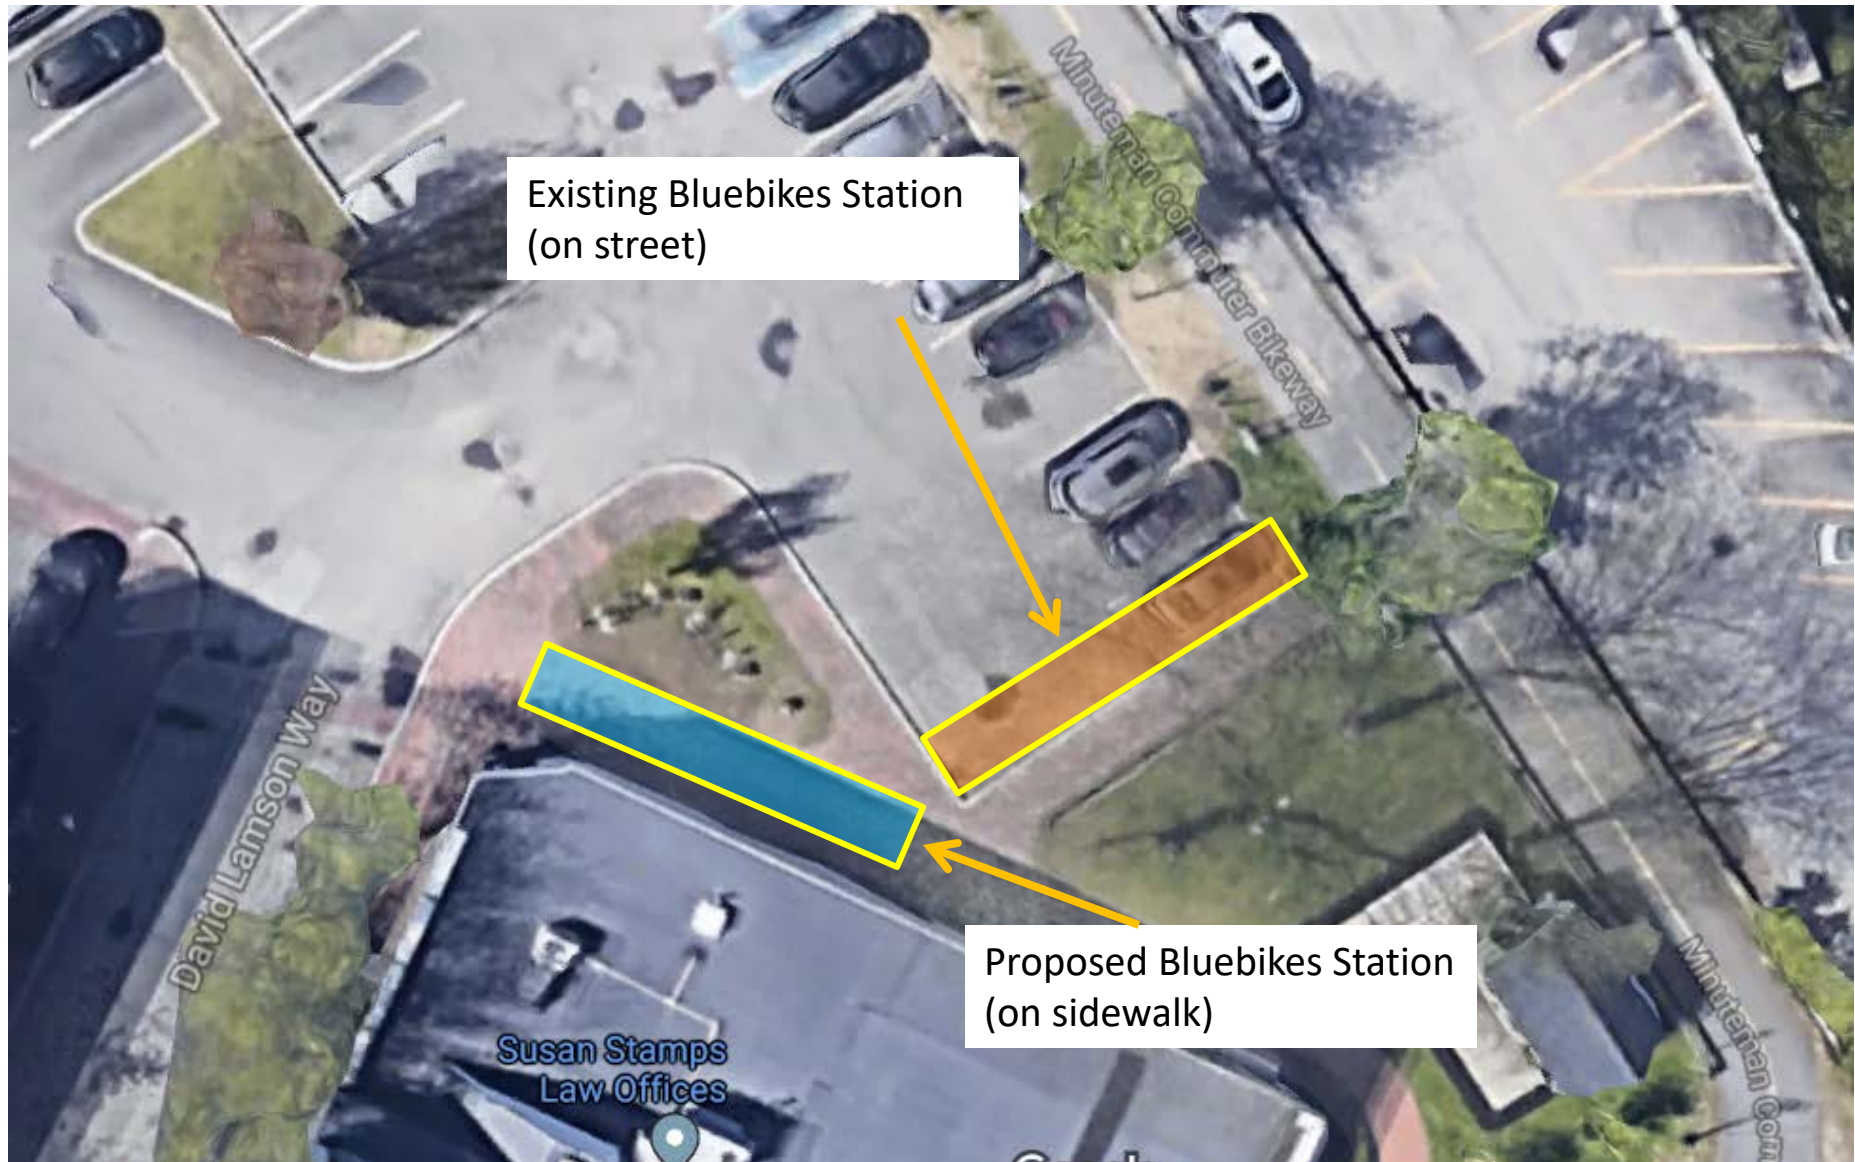 Minuteman Commuter Bikeway
Existing Bluebikes Station
(on street)
David Lamson Way
Proposed Bluebikes Station
(on sidewalk)
Susan Stamps
Law Offices
Minuteman Com